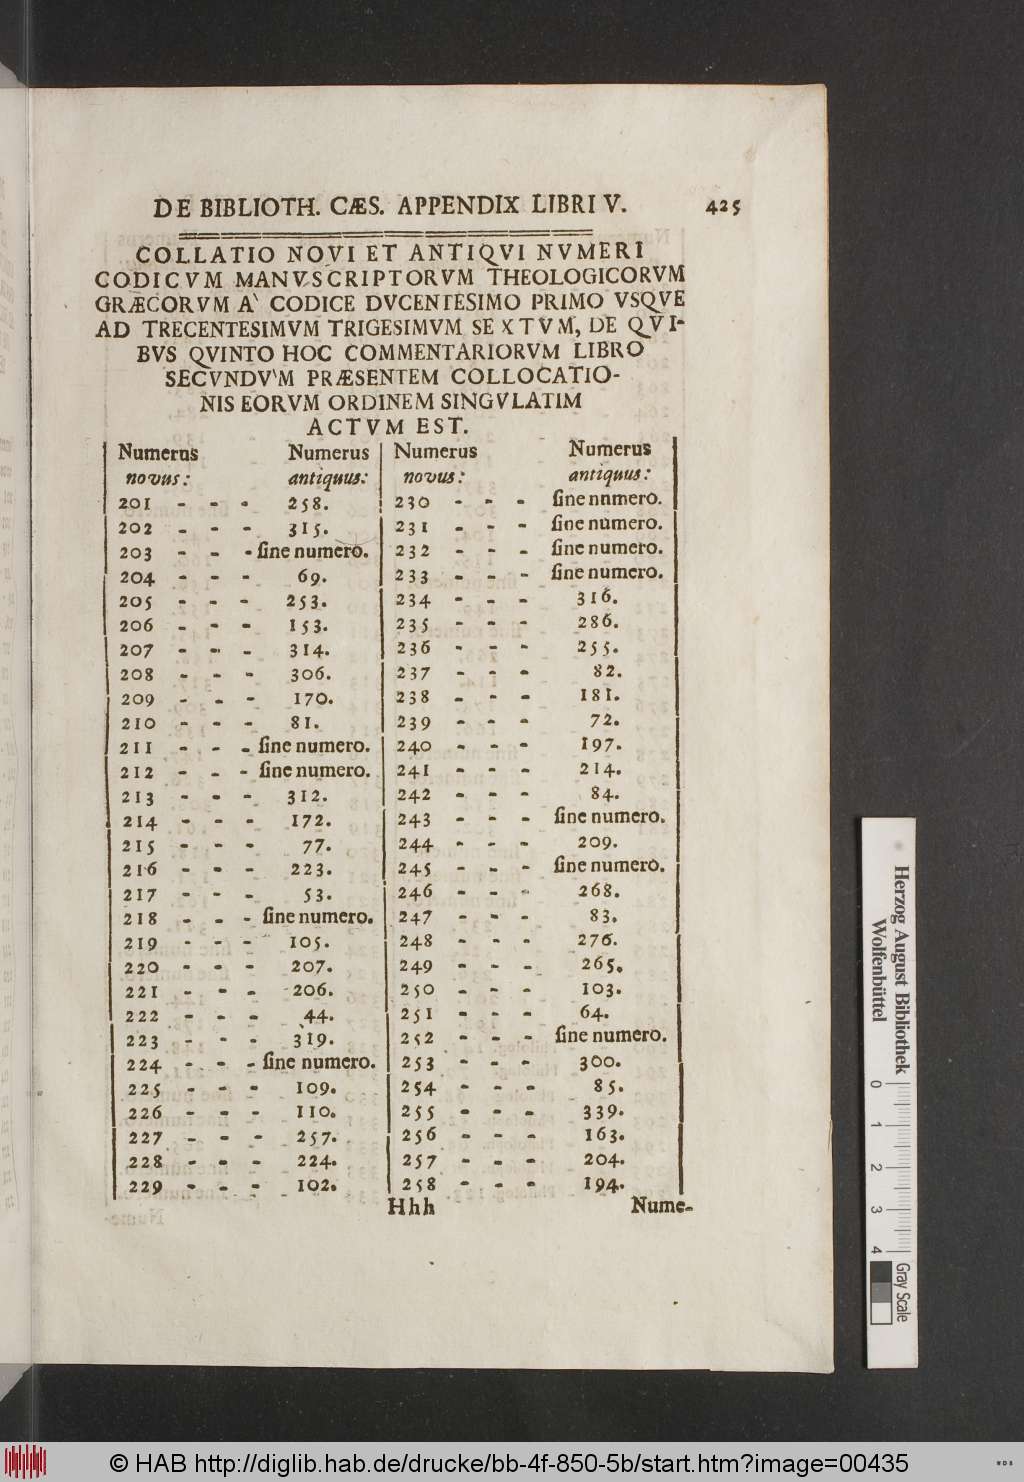 DE BIBLIOTH. CÆS. APPENDIX LIBRI V. 425
COLLATIO NOVI ET ANTIQVI NVMERI
CODICVM MANVSCRIPTORVM THEOLOGICORVM
GRÆCORVM A' CODICE DVCENTESIMO PRIMO VSQVE
AD TRECENTESIMVM TRIGESIMVM SEXTVM, DE QVI-
BVS QVINTO HOC COMMENTARIORVM LIBRO
SECVNDV'M PRÆSENTEM COLLOCATIO-
NIS EORVM ORDINEM SINGVLATIM
ACTVM EST.
Numerus Numerus
novus: antiquus:
201 - - - 258.
202 - - - 315.
203 - - - ſine numero.
204 - - - 69.
205 - - - 253.
206 - - - 153.
207 - - - 314.
208 - - - 306.
209 - - - 170.
210 - - - 81.
211 - - - ſine numero.
212 - - - ſine numero.
213 - - - 312.
214 - - - 172.
215 - - - 77.
216 - - - 223.
217 - - - 53.
218 - - - ſine numero.
219 - - - 105.
220 - - - 207.
221 - - - 206.
222 - - - 44.
223 - - - 319.
224 - - - ſine numero.
225 - - - 109.
226 - - - 110.
227 - - - 257.
228 - - - 224.
229 - - - 102.
Numerus Numerus
novus: antiquus:
230 - - - ſine nnmero.
231 - - - ſine numero.
232 - - - ſine numero.
233 - - - ſine numero.
234 - - - 316.
235 - - - 286.
236 - - - 255.
237 - - - 82.
238 - - - 181.
239 - - - 72.
240 - - - 197.
241 - - - 214.
242 - - - 84.
243 - - - ſine numero.
244 - - - 209.
245 - - - ſine numero.
246 - - - 268.
247 - - - 83.
248 - - - 276.
249 - - - 265.
250 - - - 103.
251 - - - 64.
252 - - - ſine numero.
253 - - - 300.
254 - - - 85.
255 - - - 339.
256 - - - 163.
257 - - - 204.
258 - - - 194.
Hhh Nume-
Herzog August Bibliothek
Wolfenbüttel
0 1 2 3 4
Gray Scale
© HAB http://diglib.hab.de/drucke/bb-4f-850-5b/start.htm?image=00435